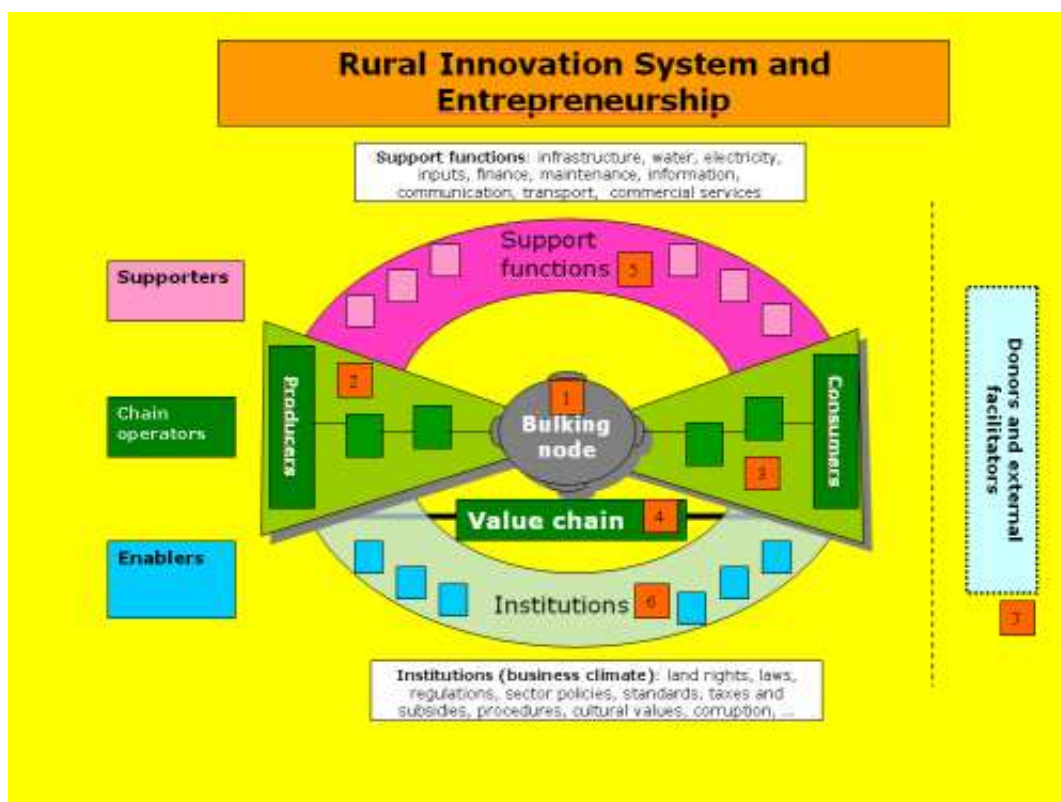 Rural Innovation System and
Entrepreneurship
Support functions: infrastructure, water, electricity,
inputs, finance, maintenance, information,
communication, transport, commercial services
Support
functions
5
Supporters
Producers
2
1
Bulking
node
Consumers
3
Chain
operators
Value chain
4
Enablers
Institutions
6
Donors and external
facilitators
7
Institutions (business climate): land rights, laws,
regulations, sector policies, standards, taxes and
subsidies, procedures, cultural values, corruption, ...